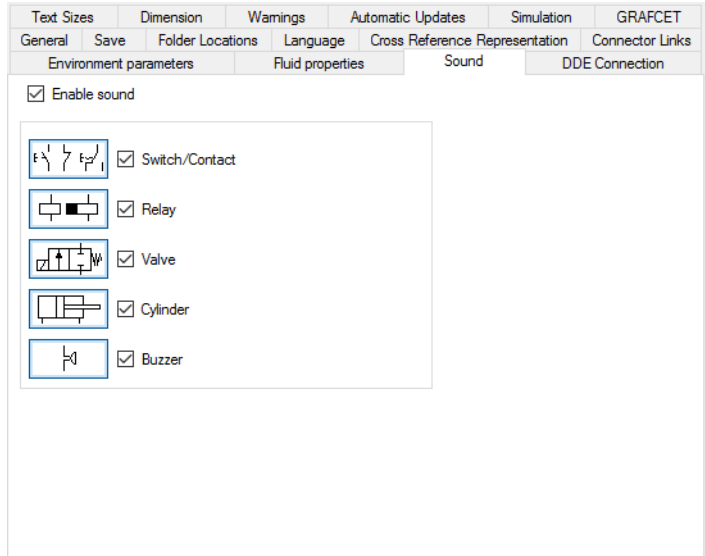 Text Sizes Dimension Warnings Automatic Updates Simulation GRAFCET
General Save Folder Locations Language Cross Reference Representation Connector Links
Environment parameters Fluid properties Sound DDE Connection
Enable sound
Switch/Contact
Relay
Valve
Cylinder
Buzzer